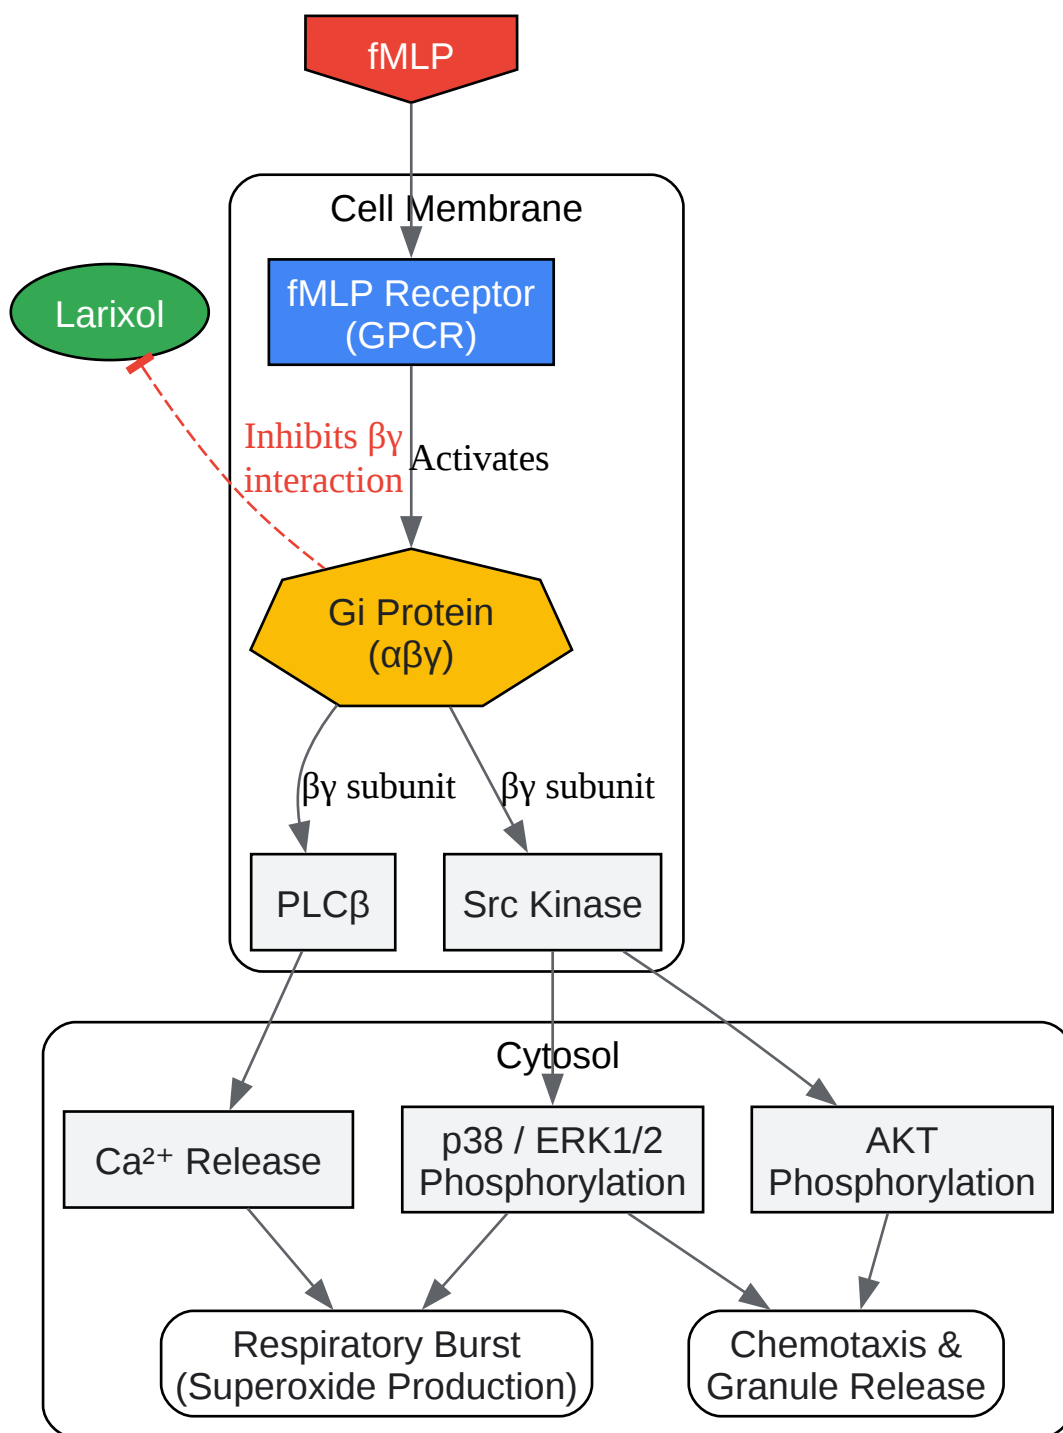 fMLP
Cell Membrane
fMLP Receptor
(GPCR)
Larixol
Inhibits βγ
interaction
Activates
Gi Protein
(αβγ)
βγ subunit
βγ subunit
PLCβ
Src Kinase
Cytosol
Ca²⁺ Release
p38 / ERK1/2
Phosphorylation
AKT
Phosphorylation
Respiratory Burst
(Superoxide Production)
Chemotaxis &
Granule Release